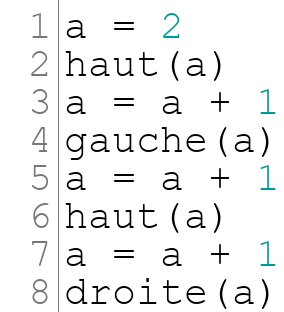 1 a = 2
2 haut(a)
3 a = a + 1
4 gauche(a)
5 a = a + 1
6 haut(a)
7 a = a + 1
8 droite(a)